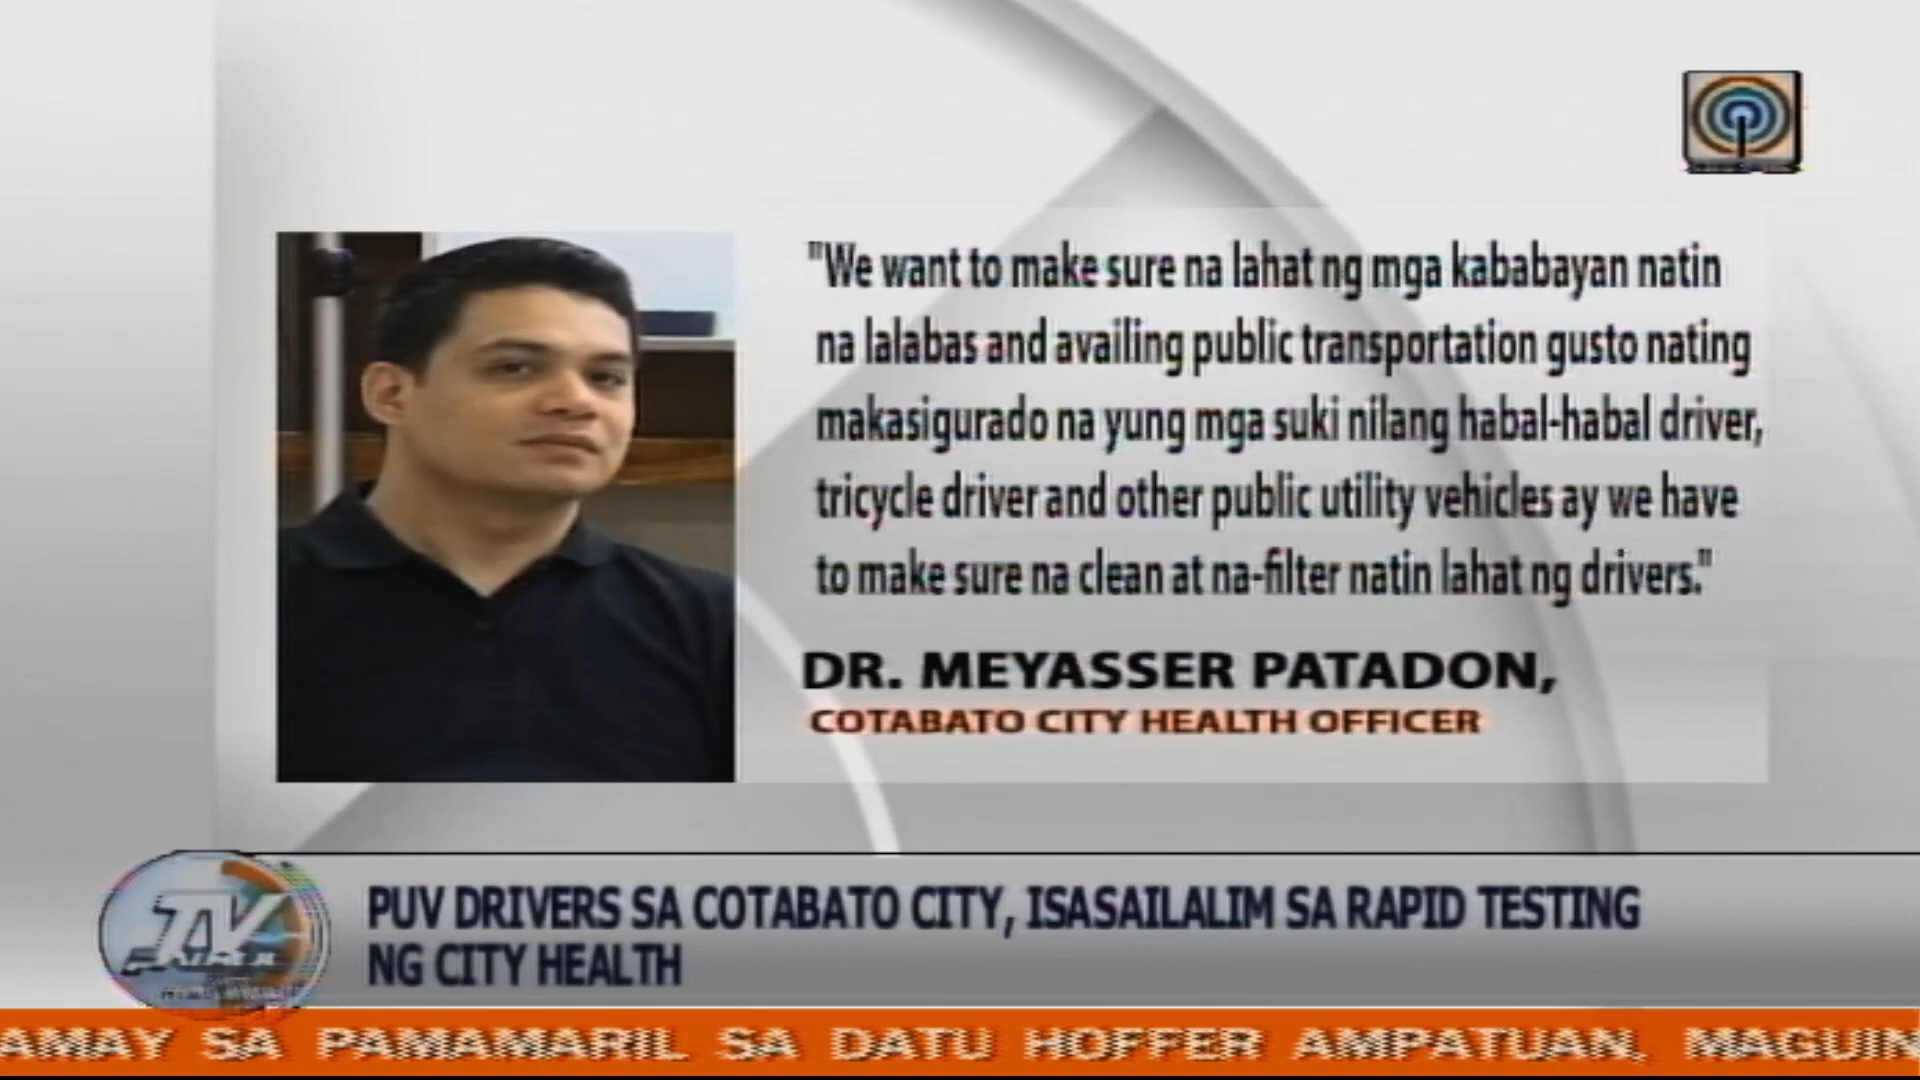 "We want to make sure na lahat ng mga kababayan natin
na lalabas and availing public transportation gusto nating
makasigurado na yung mga suki nilang habal-habal driver,
tricycle driver and other public utility vehicles ay we have
to make sure na clean at na-filter natin lahat ng drivers."
DR. MEYASSER PATADON,
COTABATO CITY HEALTH OFFICER
TV
PUV DRIVERS SA COTABATO CITY, ISASAILALIM SA RAPID TESTING
NG CITY HEALTH
AMAY SA PAMAMARIL SA DATU HOFFER AMPATUAN, MAGUIN